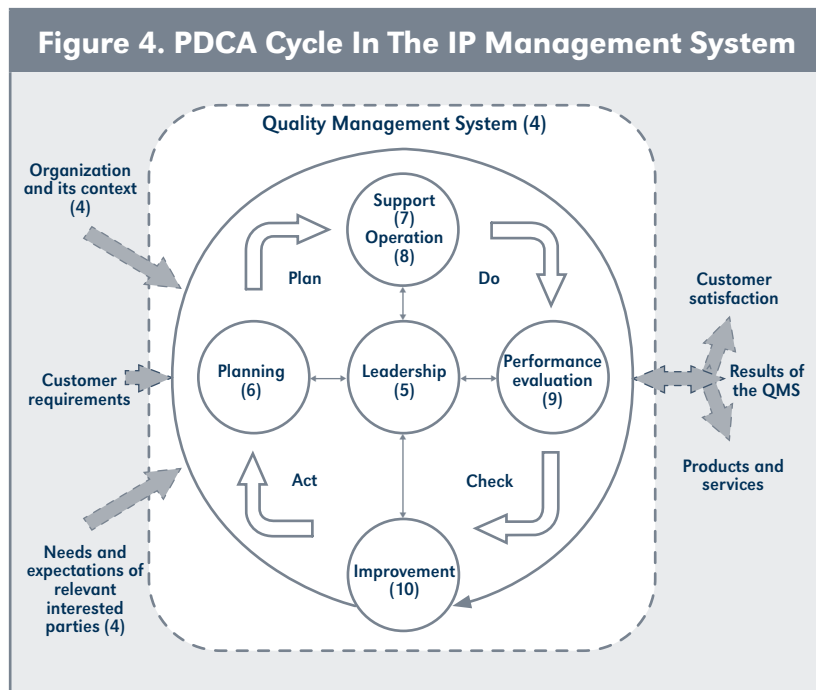 Figure 4. PDCA Cycle In The IP Management System
Quality Management System (4)
Organization
and its context
(4)
Support
(7)
Operation
(8)
Plan
Do
Customer
satisfaction
Customer
requirements
Planning
(6)
Leadership
(5)
Performance
evaluation
(9)
Results of
the QMS
Act
Check
Products and
services
Needs and
expectations of
relevant
interested
parties (4)
Improvement
(10)